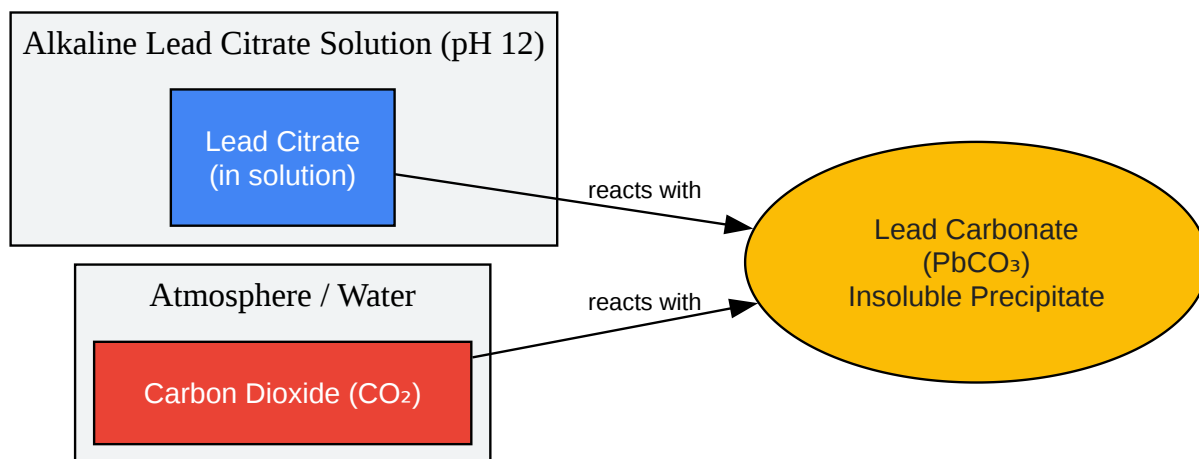 Alkaline Lead Citrate Solution (pH 12)
Lead Citrate
(in solution)
reacts with
Lead Carbonate
(PbCO₃)
Insoluble Precipitate
Atmosphere / Water
reacts with
Carbon Dioxide (CO₂)